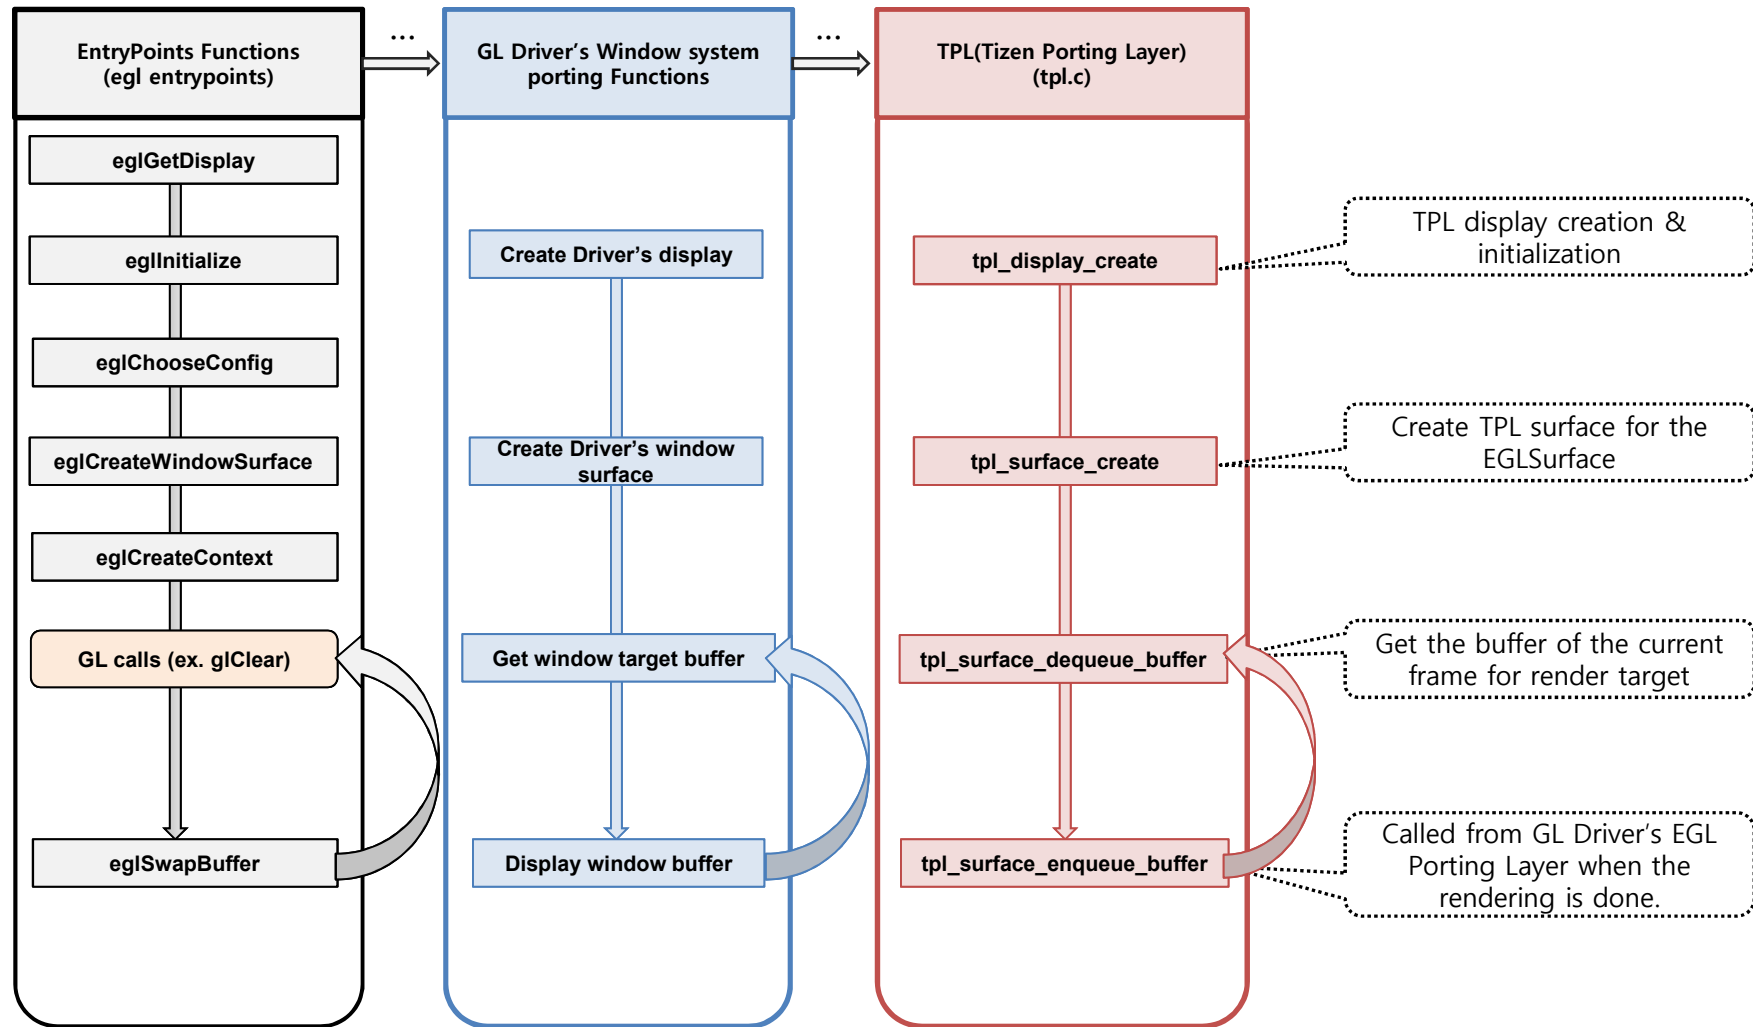 EntryPoints Functions
(egl entrypoints)
...
GL Driver's Window system
porting Functions
...
TPL(Tizen Porting Layer)
(tpl.c)
eglGetDisplay
eglInitialize
eglChooseConfig
eglCreateWindowSurface
eglCreateContext
GL calls (ex. glClear)
eglSwapBuffer
Create Driver's display
Create Driver's window
surface
Get window target buffer
Display window buffer
tpl_display_create
tpl_surface_create
tpl_surface_dequeue_buffer
tpl_surface_enqueue_buffer
TPL display creation &
initialization
Create TPL surface for the
EGLSurface
Get the buffer of the current
frame for render target
Called from GL Driver's EGL
Porting Layer when the
rendering is done.